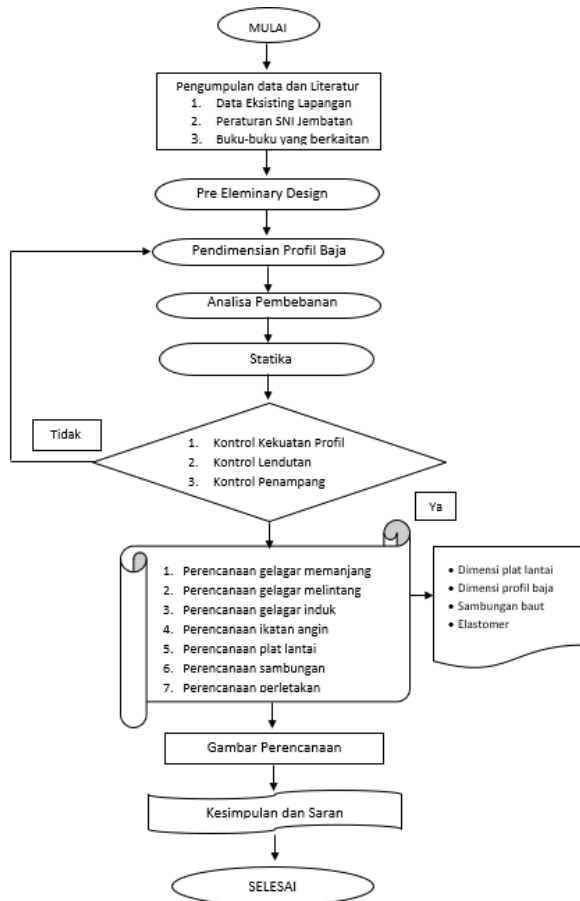 MULAI
Pengumpulan data dan Literatur
1. Data Eksisting Lapangan
2. Peraturan SNI Jembatan
3. Buku-buku yang berkaitan
Pre Eleminary Design
Pendimensian Profil Baja
Analisa Pembebanan
Statika
Tidak
1. Kontrol Kekuatan Profil
2. Kontrol Lendutan
3. Kontrol Penampang
Ya
1. Perencanaan gelagar memanjang
2. Perencanaan gelagar melintang
3. Perencanaan gelagar induk
4. Perencanaan ikatan angin
5. Perencanaan plat lantai
6. Perencanaan sambungan
7. Perencanaan perletakan
• Dimensi plat lantai
• Dimensi profil baja
• Sambungan baut
• Elastomer
Gambar Perencanaan
Kesimpulan dan Saran
SELESAI